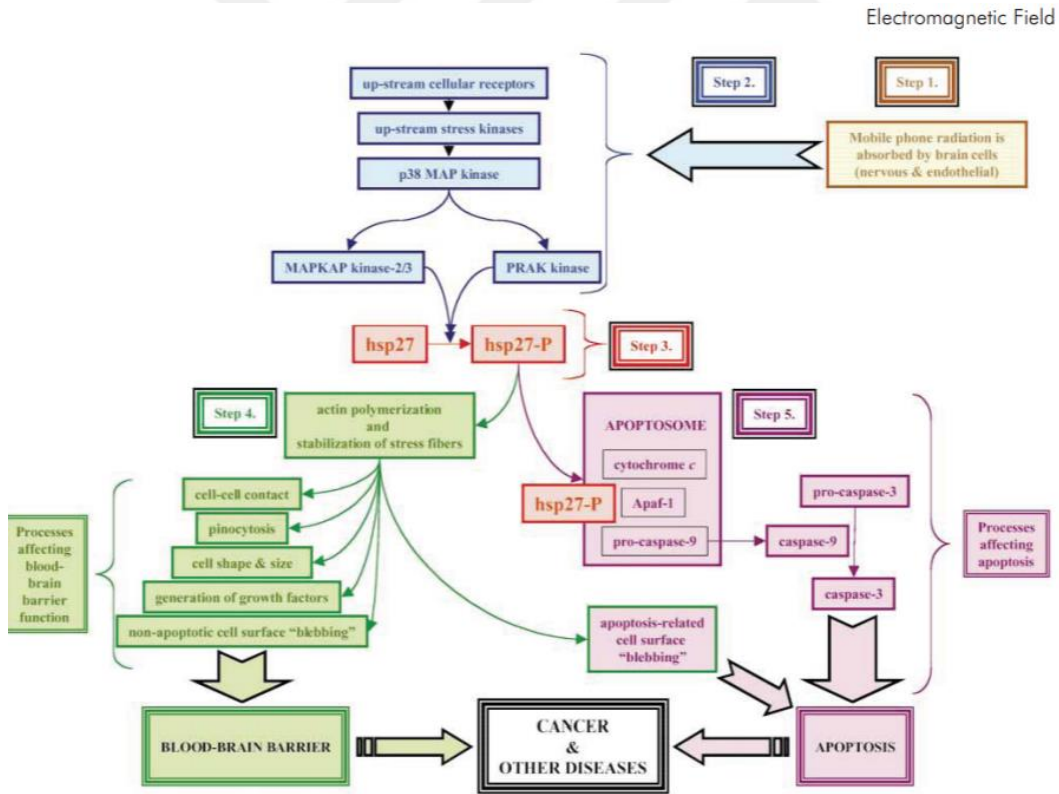 Electromagnetic Field
Step 1.
Mobile phone radiation is
absorbed by brain cells
(nervous & endothelial)
Step 2.
up-stream cellular receptors
up-stream stress kinases
p38 MAP kinase
MAPKAP kinase-2/3
PRAK kinase
hsp27
hsp27-P
Step 3.
Step 4.
actin polymerization
and
stabilization of stress fibers
cell-cell contact
pinocytosis
cell shape & size
generation of growth factors
non-apoptotic cell surface “blebbing”
Processes
affecting
blood-
brain
barrier
function
Step 5.
APOPTOSOME
cytochrome c
hsp27-P
Apaf-1
pro-caspase-9
caspase-9
pro-caspase-3
caspase-3
Processes
affecting
apoptosis
apoptosis-related
cell surface
“blebbing”
BLOOD-BRAIN BARRIER
CANCER
&
OTHER DISEASES
APOPTOSIS